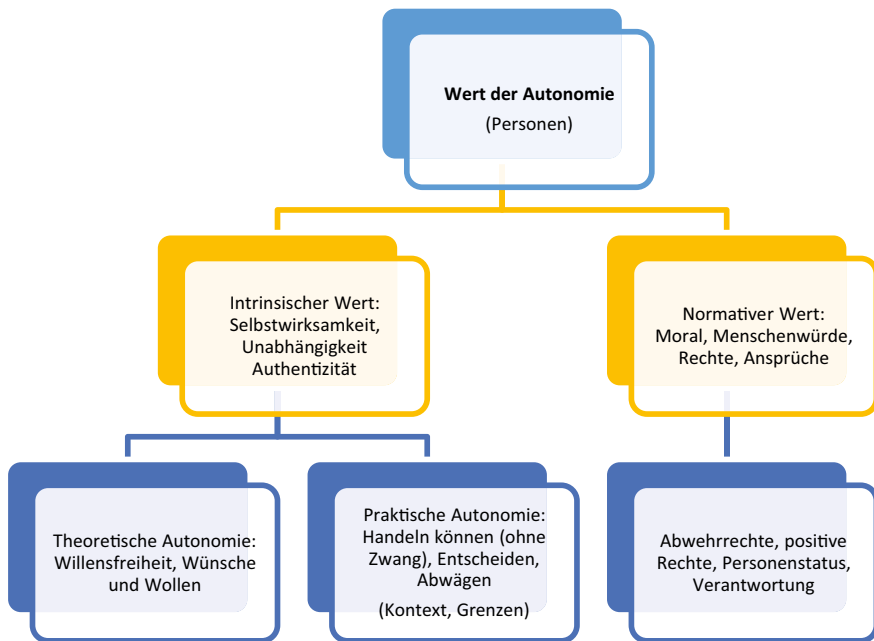 Wert der Autonomie
(Personen)
Intrinsischer Wert:
Selbstwirksamkeit,
Unabhängigkeit
Authentizität
Normativer Wert:
Moral, Menschenwürde,
Rechte, Ansprüche
Theoretische Autonomie:
Willensfreiheit, Wünsche
und Wollen
Praktische Autonomie:
Handeln können (ohne
Zwang), Entscheiden,
Abwägen
(Kontext, Grenzen)
Abwehrrechte, positive
Rechte, Personenstatus,
Verantwortung